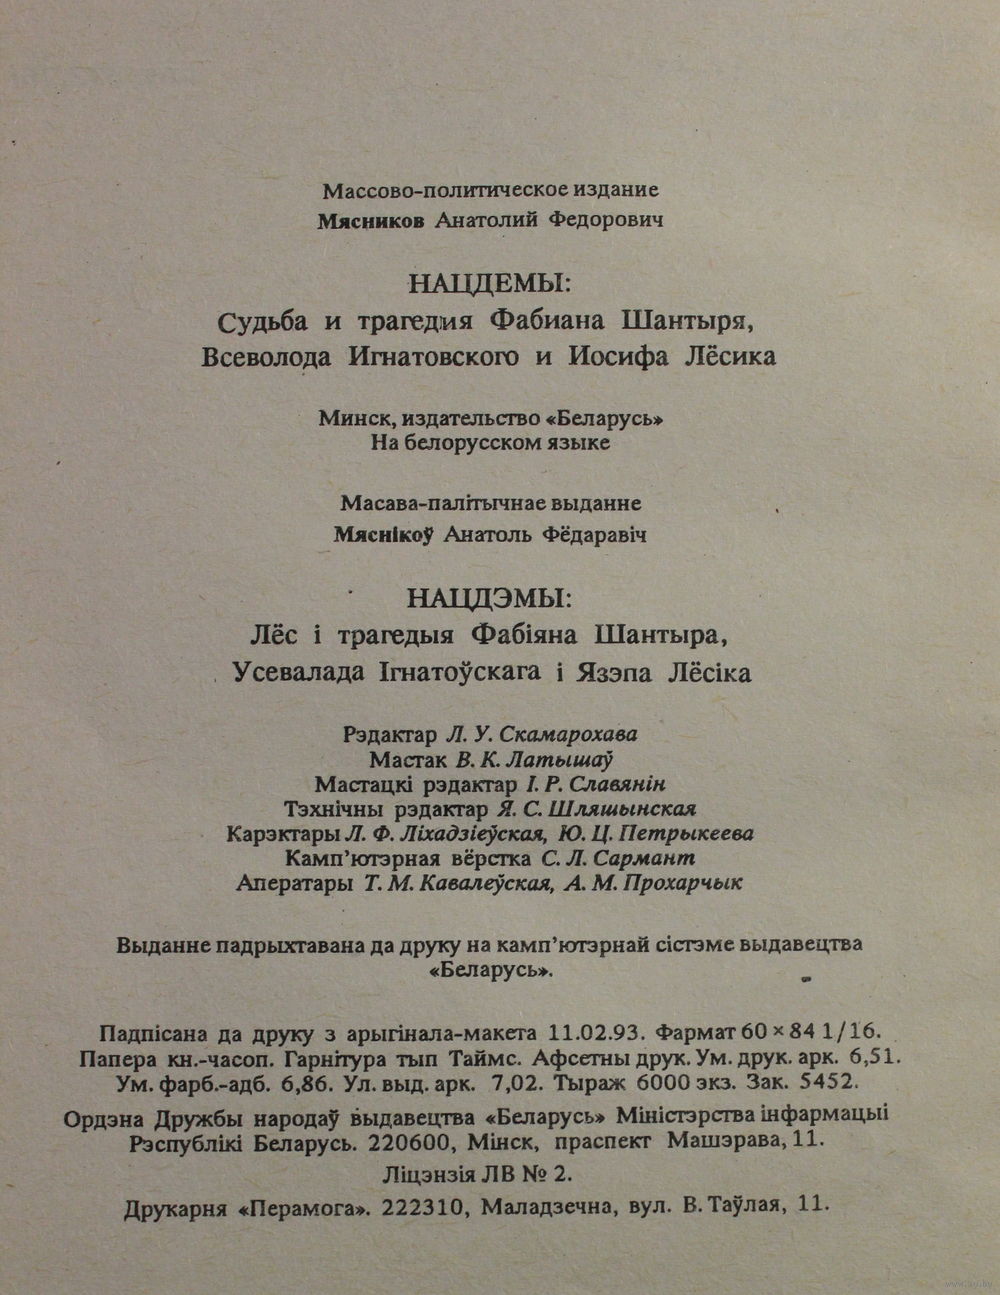 Массово-политическое издание
Мясников Анатолий Федорович
НАЦДЕМЫ:
Судьба и трагедия Фабиана Шантыря,
Всеволода Игнатовского и Иосифа Лёсика
Минск, издательство «Беларусь»
На белорусском языке
Масава-палітычнае выданне
Мяснікоў Анатоль Фёдаравіч
НАЦДЭМЫ:
Лёс і трагедыя Фабіяна Шантыра,
Усевалада Ігнатоўскага і Язэпа Лёсіка
Рэдактар Л. У. Скамарохава
Мастак В. К. Латышаў
Мастацкі рэдактар І. Р. Славянін
Тэхнічны рэдактар Я. С. Шляшынская
Карэктары Л. Ф. Ліхадзіеўская, Ю. Ц. Петрыкеева
Камп’ютэрная вёрстка С. Л. Сармант
Аператары Т. М. Кавалеўская, А. М. Прохарчык
Выданне падрыхтавана да друку на камп’ютэрнай сістэме выдавецтва
«Беларусь».
Падпісана да друку з арыгінала-макета 11.02.93. Фармат 60 × 84 1/16.
Папера кн.-часоп. Гарнітура тып Таймс. Афсетны друк. Ум. друк. арк. 6,51.
Ум. фарб.-адб. 6,86. Ул. выд. арк. 7,02. Тыраж 6000 экз. Зак. 5452.
Ордэна Дружбы народаў выдавецтва «Беларусь» Міністэрства інфармацыі
Рэспублікі Беларусь. 220600, Мінск, праспект Машэрава, 11.
Ліцэнзія ЛВ № 2.
Друкарня «Перамога». 222310, Маладзечна, вул. В. Таўлая, 11.